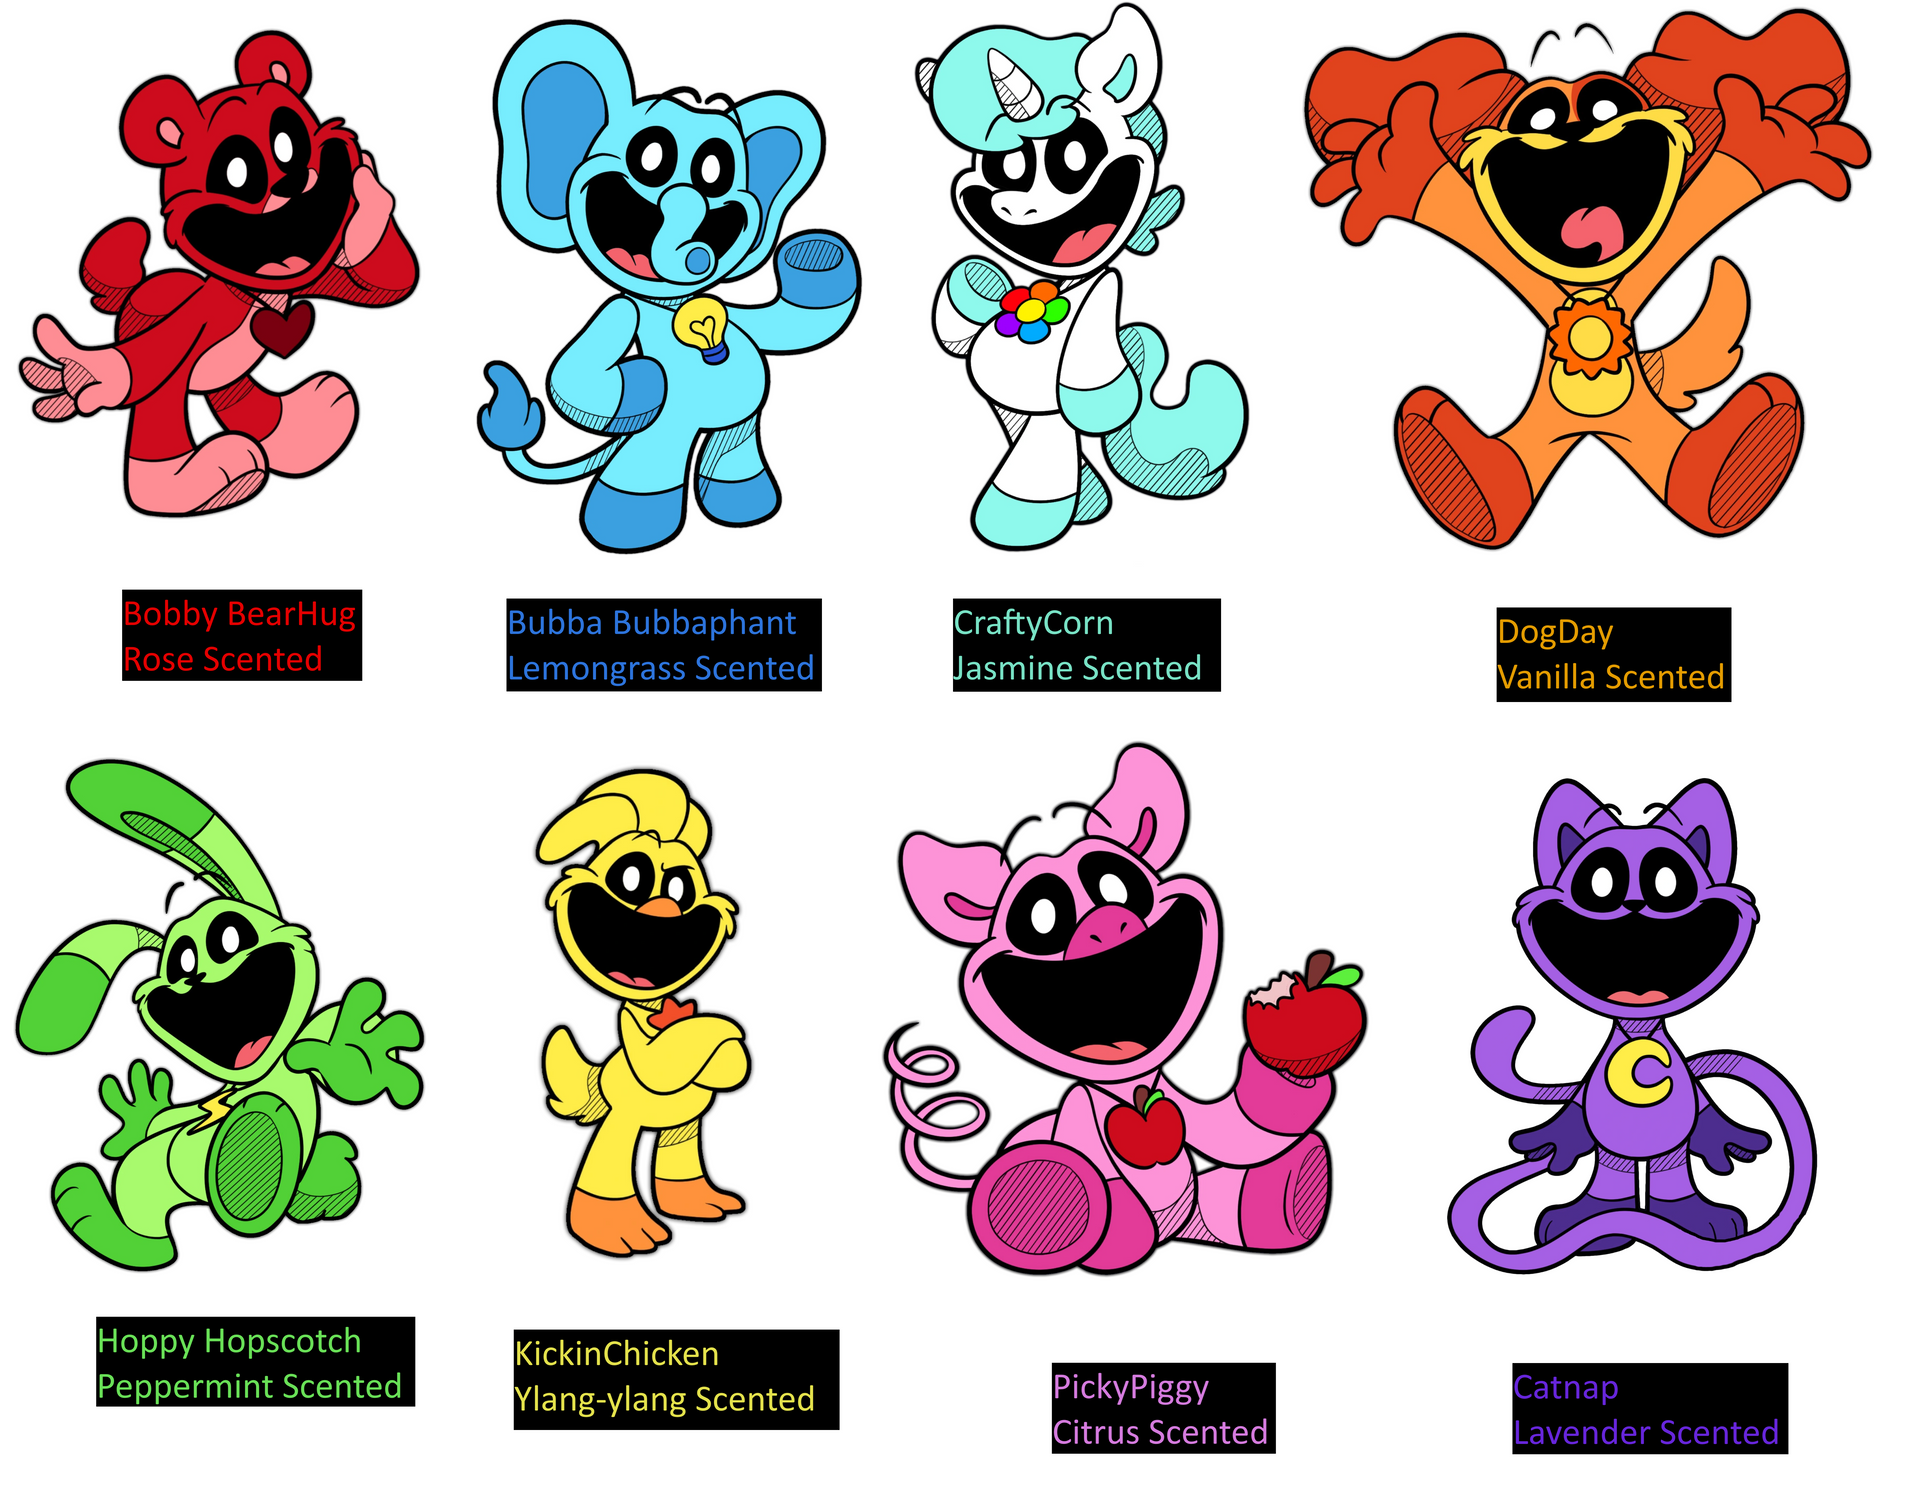 Bobby BearHug
Rose Scented
Bubba Bubbaphant
Lemongrass Scented
CraftyCorn
Jasmine Scented
DogDay
Vanilla Scented
Hoppy Hopscotch
Peppermint Scented
KickinChicken
Ylang-ylang Scented
PickyPiggy
Citrus Scented
Catnap
Lavender Scented